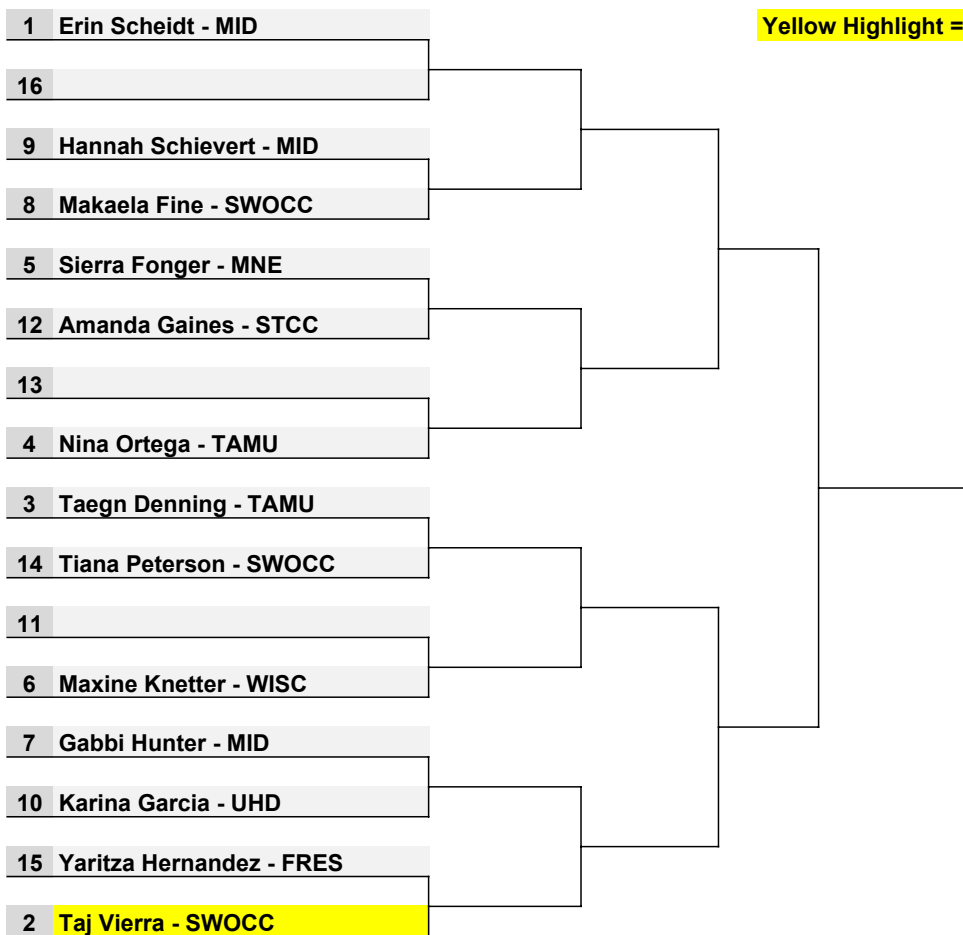 1 Erin Scheidt - MID
Yellow Highlight =
16
9 Hannah Schievert - MID
8 Makaela Fine - SWOCC
5 Sierra Fonger - MNE
12 Amanda Gaines - STCC
13
4 Nina Ortega - TAMU
3 Taegn Denning - TAMU
14 Tiana Peterson - SWOCC
11
6 Maxine Knetter - WISC
7 Gabbi Hunter - MID
10 Karina Garcia - UHD
15 Yaritza Hernandez - FRES
2 Taj Vierra - SWOCC